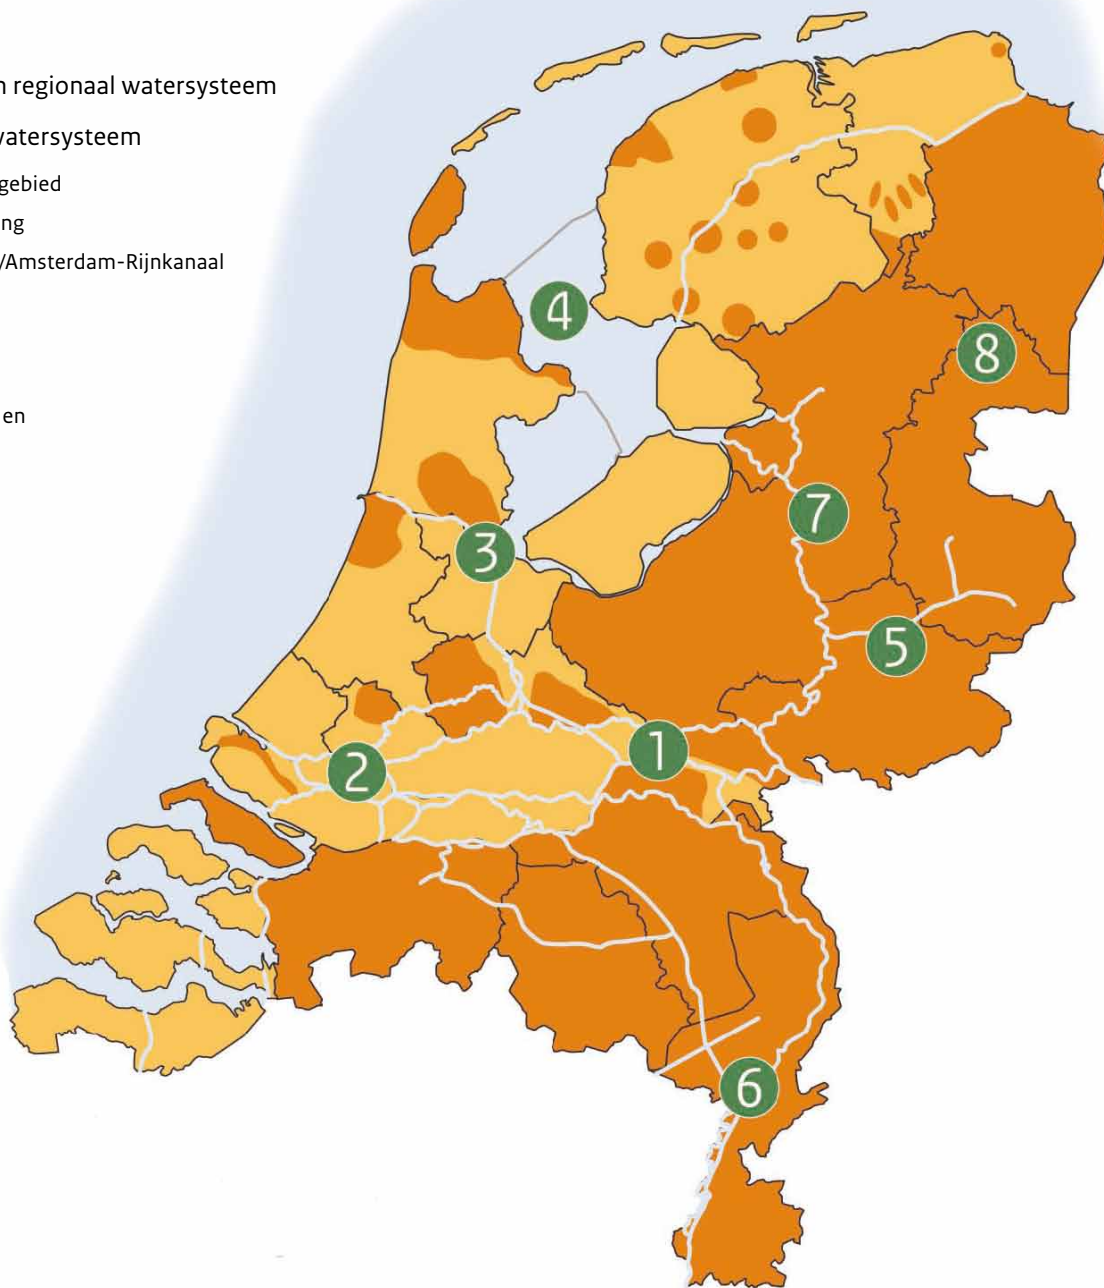 n regionaal watersysteem
watersysteem
gebied
ng
/Amsterdam-Rijnkanaal
en
4
8
7
3
5
1
2
6